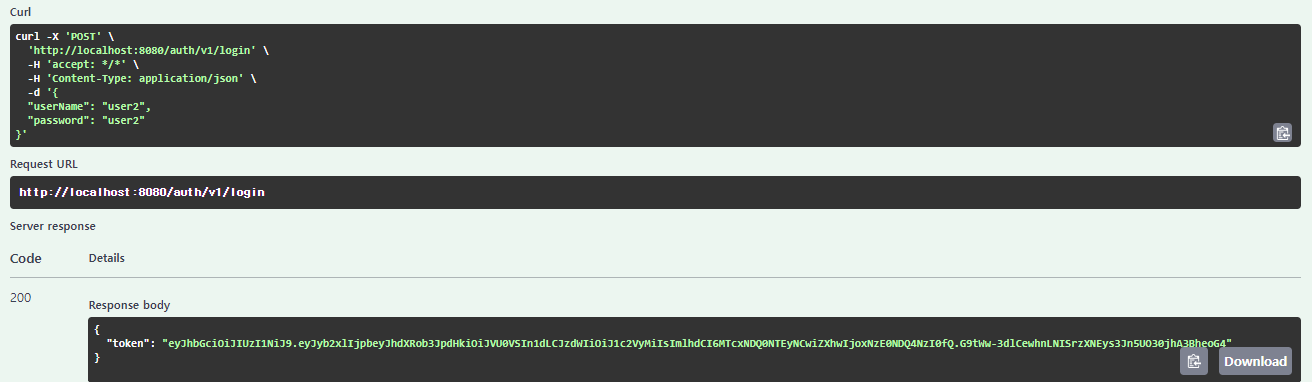 Curl
curl -X 'POST' \
'http://localhost:8080/auth/v1/login' \
-H 'accept: */*' \
-H 'Content-Type: application/json' \
-d '{
"userName": "user2",
"password": "user2"
}'
Request URL
http://localhost:8080/auth/v1/login
Server response
Code Details
200
Response body
{
"token": "eyJhbGciOiJIUzI1NiJ9.eyJyb2xlIjpbeyJhdXRob3JpdHkiOiJVU0VSIn1dLCJzdWIiOiJ1c2VyMiIsImlhdCI6MTcxNDQ0NTEyNCwiZXhwIjoxNzE0NDQ4NzI0fQ.G9tWw-3dlCewhnLNISrzXNEys3Jn5UO30jhA3BheoG4"
}
Download